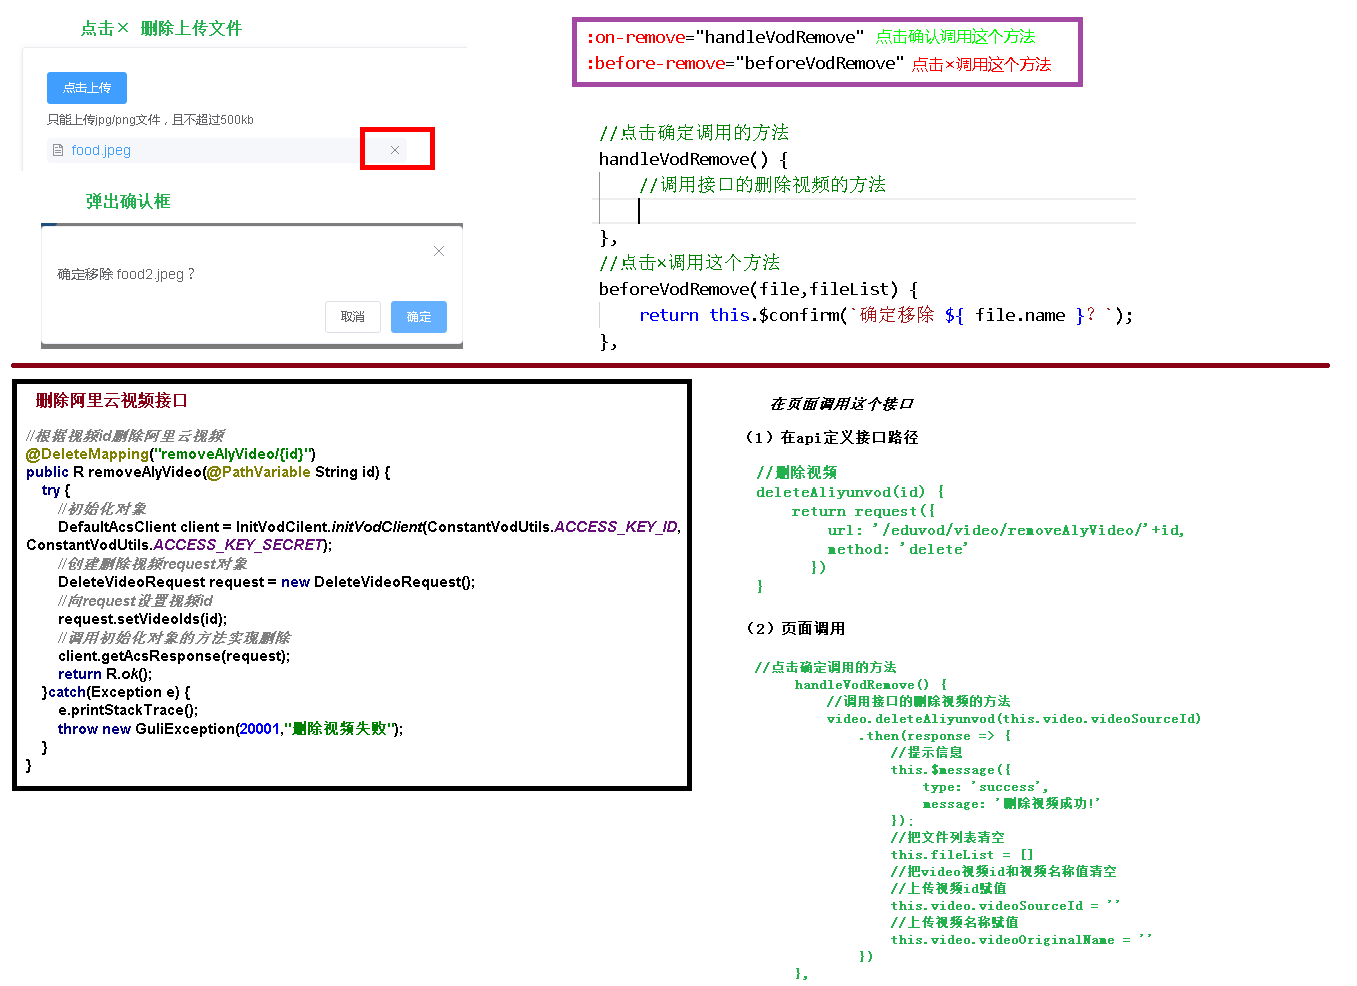 点击× 删除上传文件
点击上传
只能上传jpg/png文件，且不超过500kb
food.jpeg
弹出确认框
确定移除 food2.jpeg？
取消
确定
:on-remove="handleVodRemove" 点击确认调用这个方法
:before-remove="beforeVodRemove" 点击×调用这个方法
//点击确定调用的方法
handleVodRemove() {
//调用接口的删除视频的方法
},
//点击×调用这个方法
beforeVodRemove(file,fileList) {
return this.$confirm(`确定移除 ${ file.name }？`);
},
删除阿里云视频接口
//根据视频id删除阿里云视频
@DeleteMapping("removeAlyVideo/{id}")
public R removeAlyVideo(@PathVariable String id) {
try {
//初始化对象
DefaultAcsClient client = InitVodCilent.initVodClient(ConstantVodUtils.ACCESS_KEY_ID,
ConstantVodUtils.ACCESS_KEY_SECRET);
//创建删除视频request对象
DeleteVideoRequest request = new DeleteVideoRequest();
//向request设置视频id
request.setVideoIds(id);
//调用初始化对象的方法实现删除
client.getAcsResponse(request);
return R.ok();
}catch(Exception e) {
e.printStackTrace();
throw new GuliException(20001,"删除视频失败");
}
}
在页面调用这个接口
（1）在api定义接口路径
//删除视频
deleteAliyunvod(id) {
return request({
url: '/eduvod/video/removeAlyVideo/'+id,
method: 'delete'
})
}
（2）页面调用
//点击确定调用的方法
handleVodRemove() {
//调用接口的删除视频的方法
video.deleteAliyunvod(this.video.videoSourceId)
.then(response => {
//提示信息
this.$message({
type: 'success',
message: '删除视频成功!'
});
//把文件列表清空
this.fileList = []
//把video视频id和视频名称值清空
//上传视频id赋值
this.video.videoSourceId = ''
//上传视频名称赋值
this.video.videoOriginalName = ''
})
},